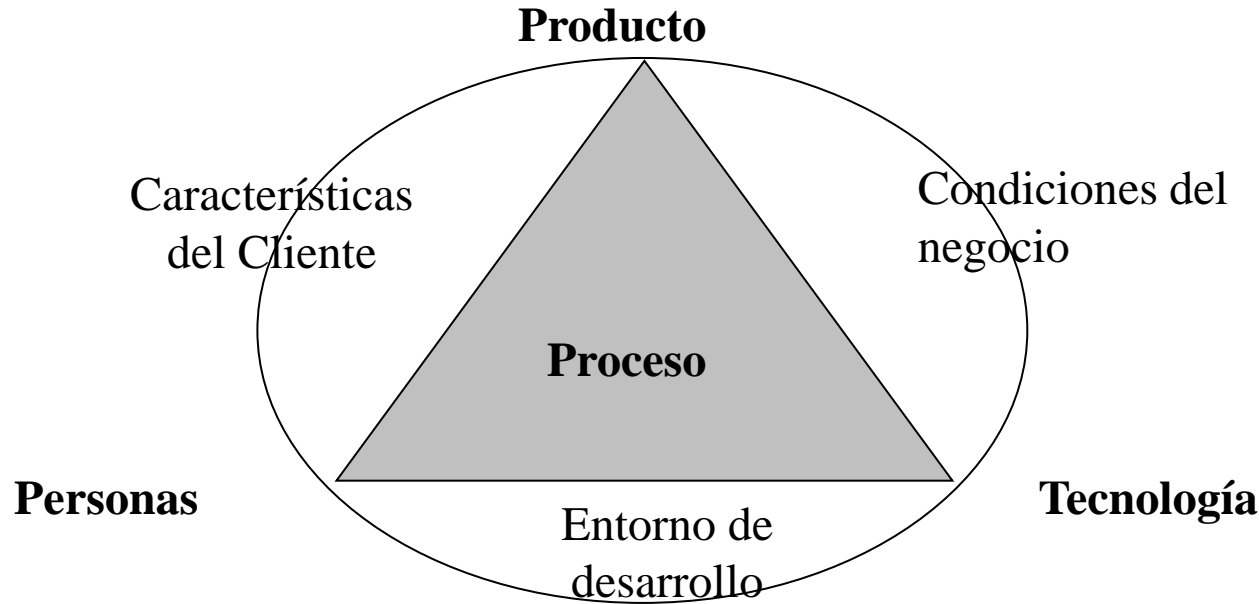 Producto
Características
del Cliente
Condiciones del
negocio
Proceso
Personas
Tecnología
Entorno de
desarrollo